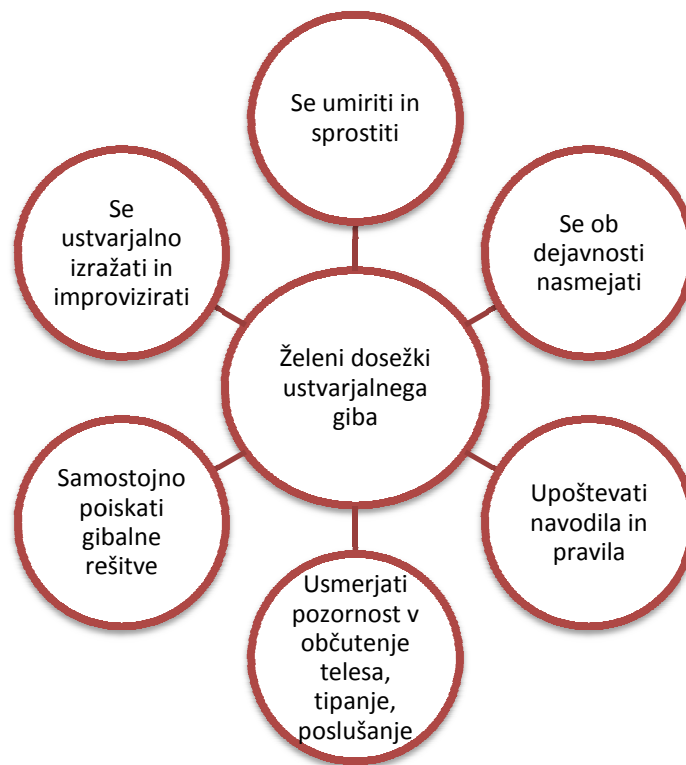 Se umiriti in
sprostiti
Se ob
dejavnosti
nasmejati
Upoštevati
navodila in
pravila
Usmerjati
pozornost v
občutenje
telesa,
tipanje,
poslušanje
Samostojno
poiskati
gibalne
rešitve
Se
ustvarjalno
izražati in
improvizirati
Želeni dosežki
ustvarjalnega
giba